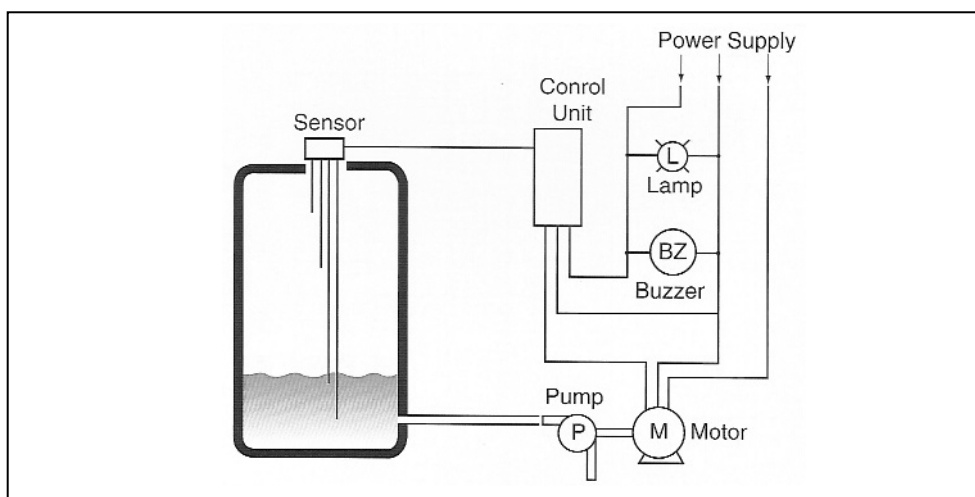 Power Supply
Conrol
Unit
Sensor
L
Lamp
BZ
Buzzer
Pump
P
M
Motor